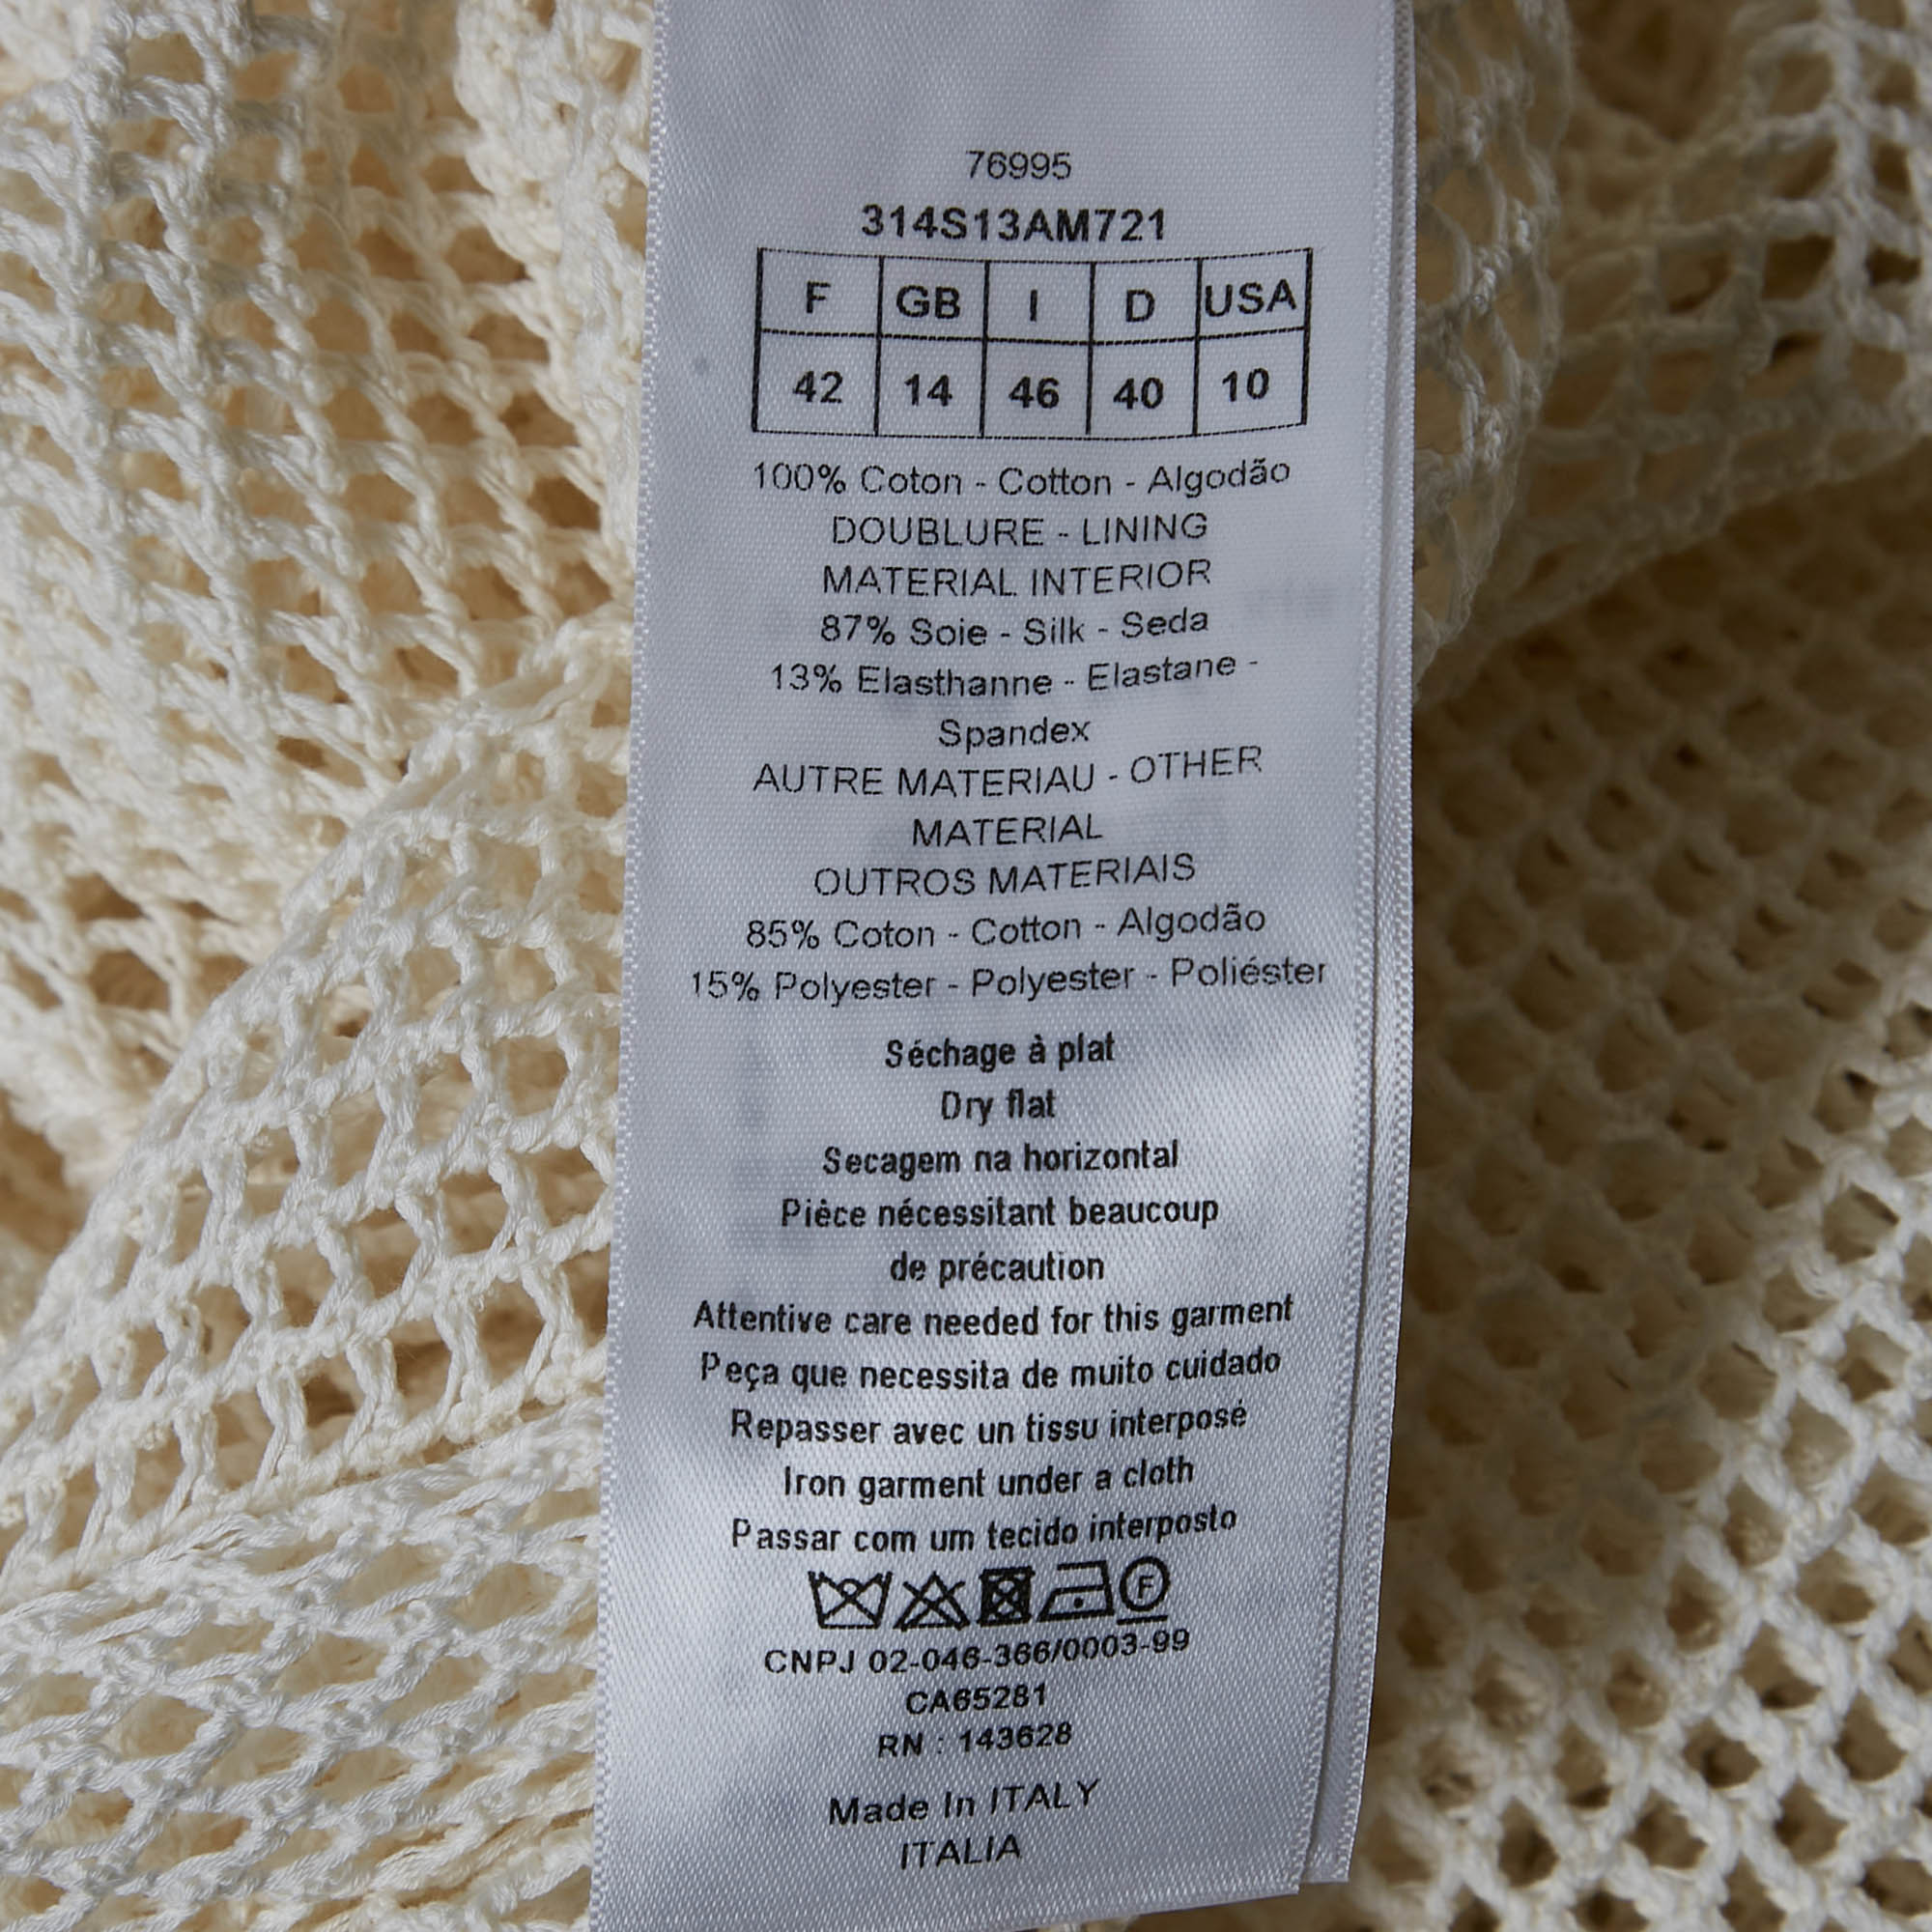 76995
314S13AM721
F GB I D USA
42 14 46 40 10
100% Coton - Cotton - Algodão
DOUBLURE - LINING
MATERIAL INTERIOR
87% Soie - Silk - Seda
13% Elasthanne - Elastane -
Spandex
AUTRE MATERIAU - OTHER
MATERIAL
OUTROS MATERIAIS
85% Coton - Cotton - Algodão
15% Polyester - Polyester - Poliéster
Séchage à plat
Dry flat
Secagem na horizontal
Pièce nécessitant beaucoup
de précaution
Attentive care needed for this garment
Peça que necessita de muito cuidado
Repasser avec un tissu interposé
Iron garment under a cloth
Passar com um tecido interposto
F
CNPJ 02-046-366/0003-99
CA65281
RN : 143628
Made In ITALY
ITALIA